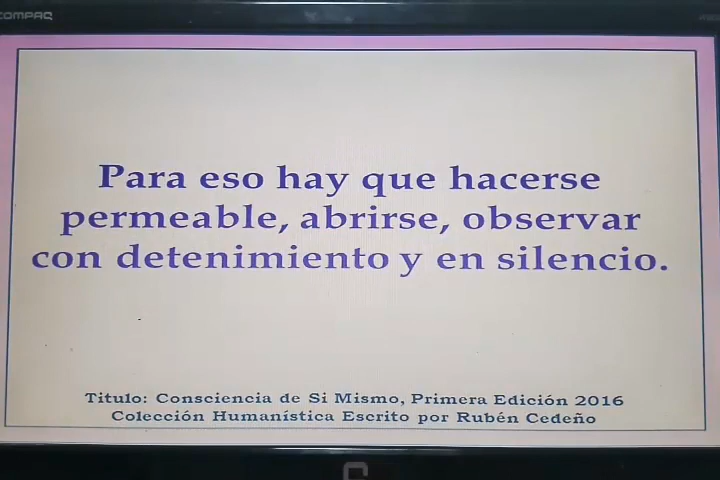 COMPAQ
Para eso hay que hacerse
permeable, abrirse, observar
con detenimiento y en silencio.
Titulo: Consciencia de Si Mismo, Primera Edición 2016
Colección Humanística Escrito por Rubén Cedeño